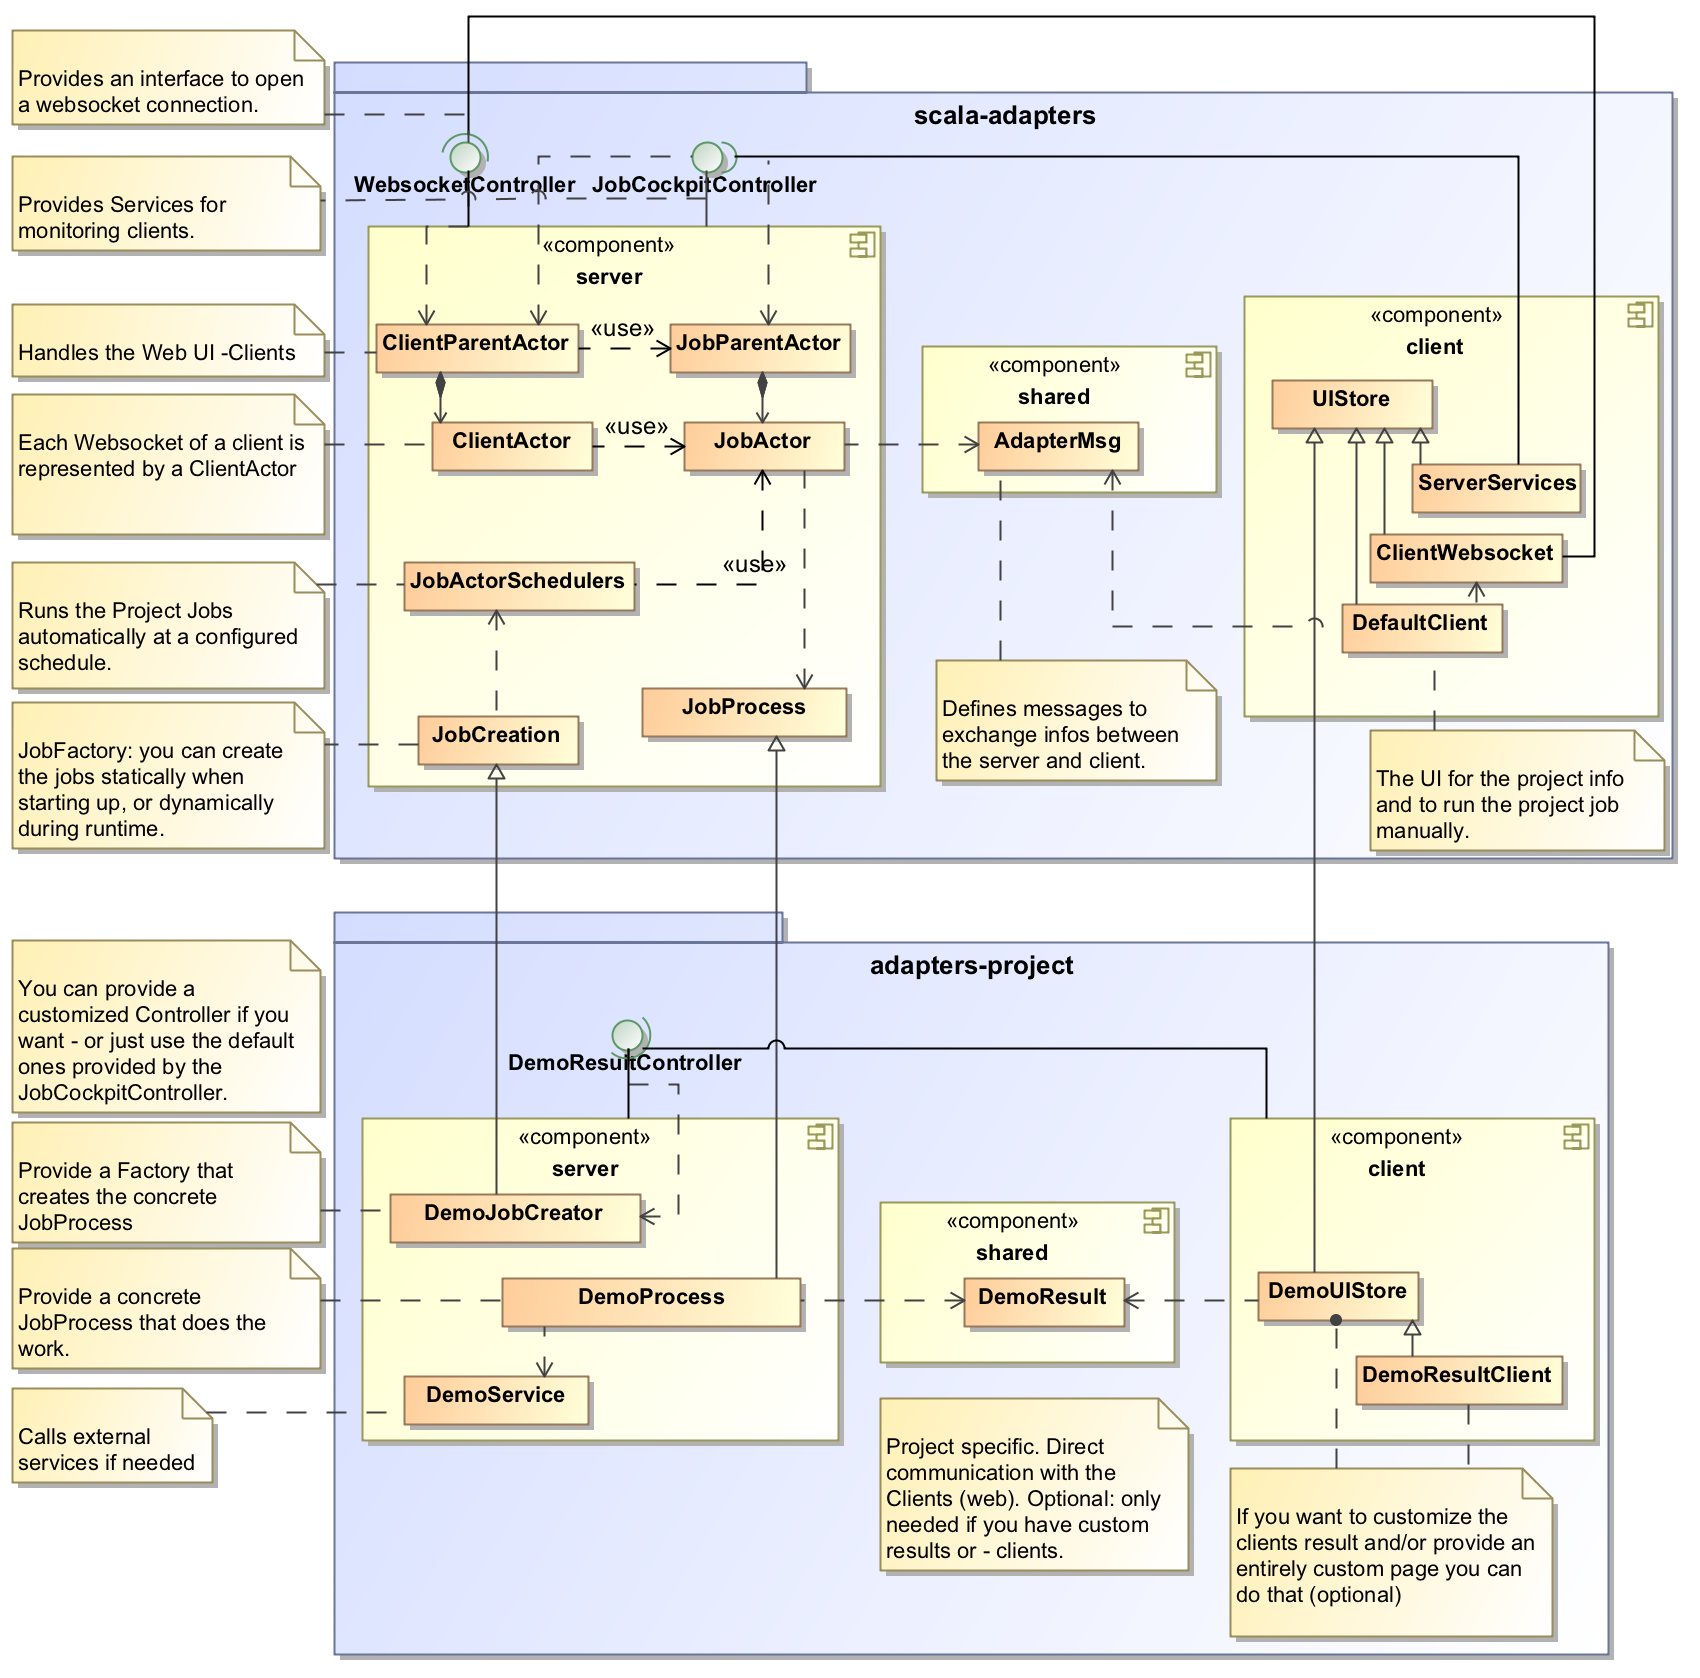 Provides an interface to open
a websocket connection.
scala-adapters
Provides Services for
monitoring clients.
WebsocketController
JobCockpitController
«component»
server
Handles the Web UI -Clients
ClientParentActor
«use»
JobParentActor
Each Websocket of a client is
represented by a ClientActor
ClientActor
«use»
JobActor
«component»
shared
AdapterMsg
«component»
client
UIStore
ServerServices
ClientWebsocket
DefaultClient
Runs the Project Jobs
automatically at a configured
schedule.
JobActorSchedulers
«use»
JobFactory: you can create
the jobs statically when
starting up, or dynamically
during runtime.
JobCreation
JobProcess
Defines messages to
exchange infos between
the server and client.
The UI for the project info
and to run the project job
manually.
adapters-project
You can provide a
customized Controller if you
want - or just use the default
ones provided by the
JobCockpitController.
DemoResultController
Provide a Factory that
creates the concrete
JobProcess
«component»
server
DemoJobCreator
Provide a concrete
JobProcess that does the
work.
DemoProcess
Calls external
services if needed
DemoService
«component»
shared
DemoResult
«component»
client
DemoUIStore
DemoResultClient
Project specific. Direct
communication with the
Clients (web). Optional: only
needed if you have custom
results or - clients.
If you want to customize the
clients result and/or provide an
entirely custom page you can
do that (optional)